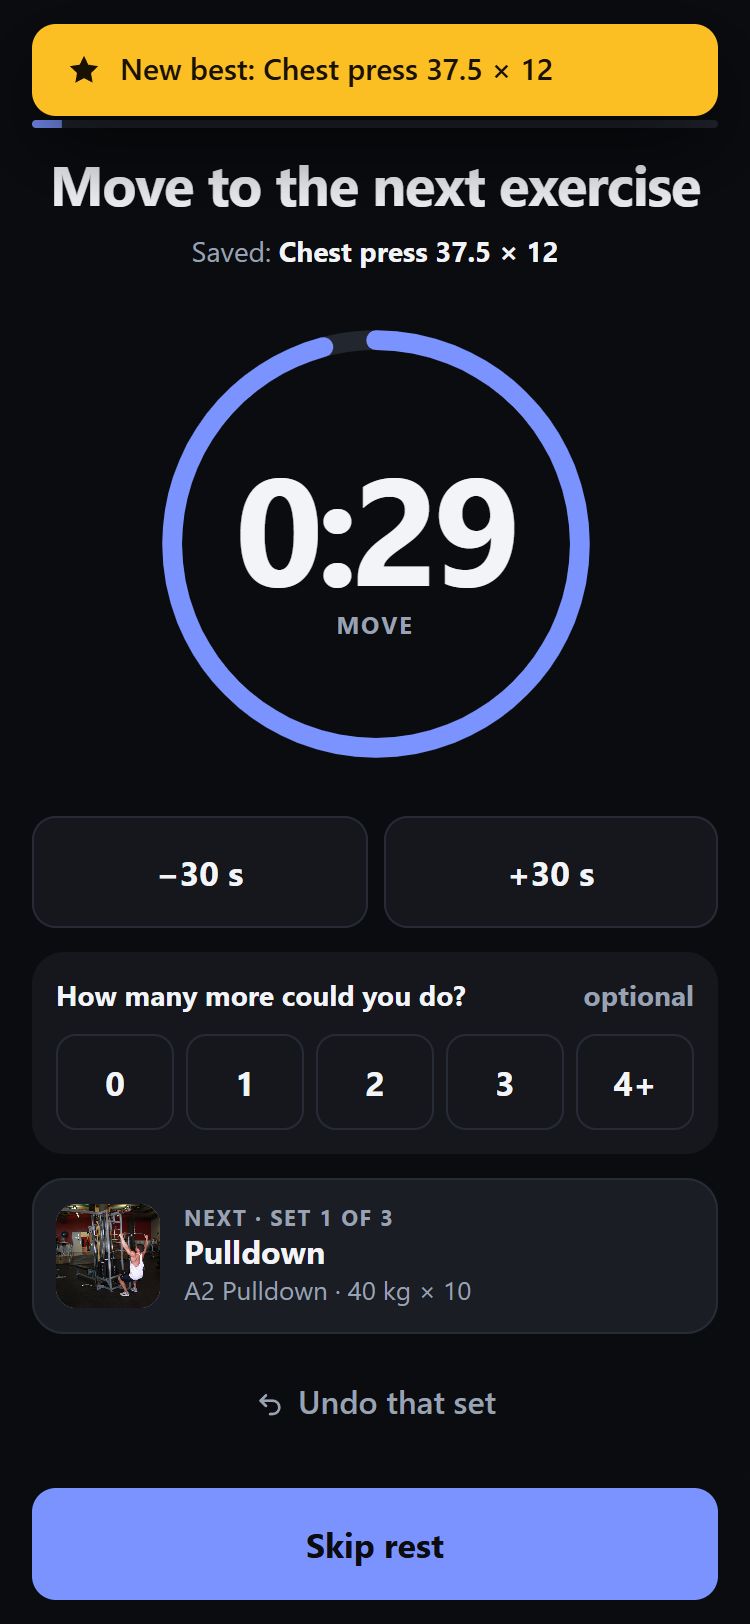 New best: Chest press 37.5 × 12
Move to the next exercise
Saved: Chest press 37.5 × 12
0:29
MOVE
−30 s
+30 s
How many more could you do?
optional
0
1
2
3
4+
NEXT · SET 1 OF 3
Pulldown
A2 Pulldown · 40 kg × 10
Undo that set
Skip rest